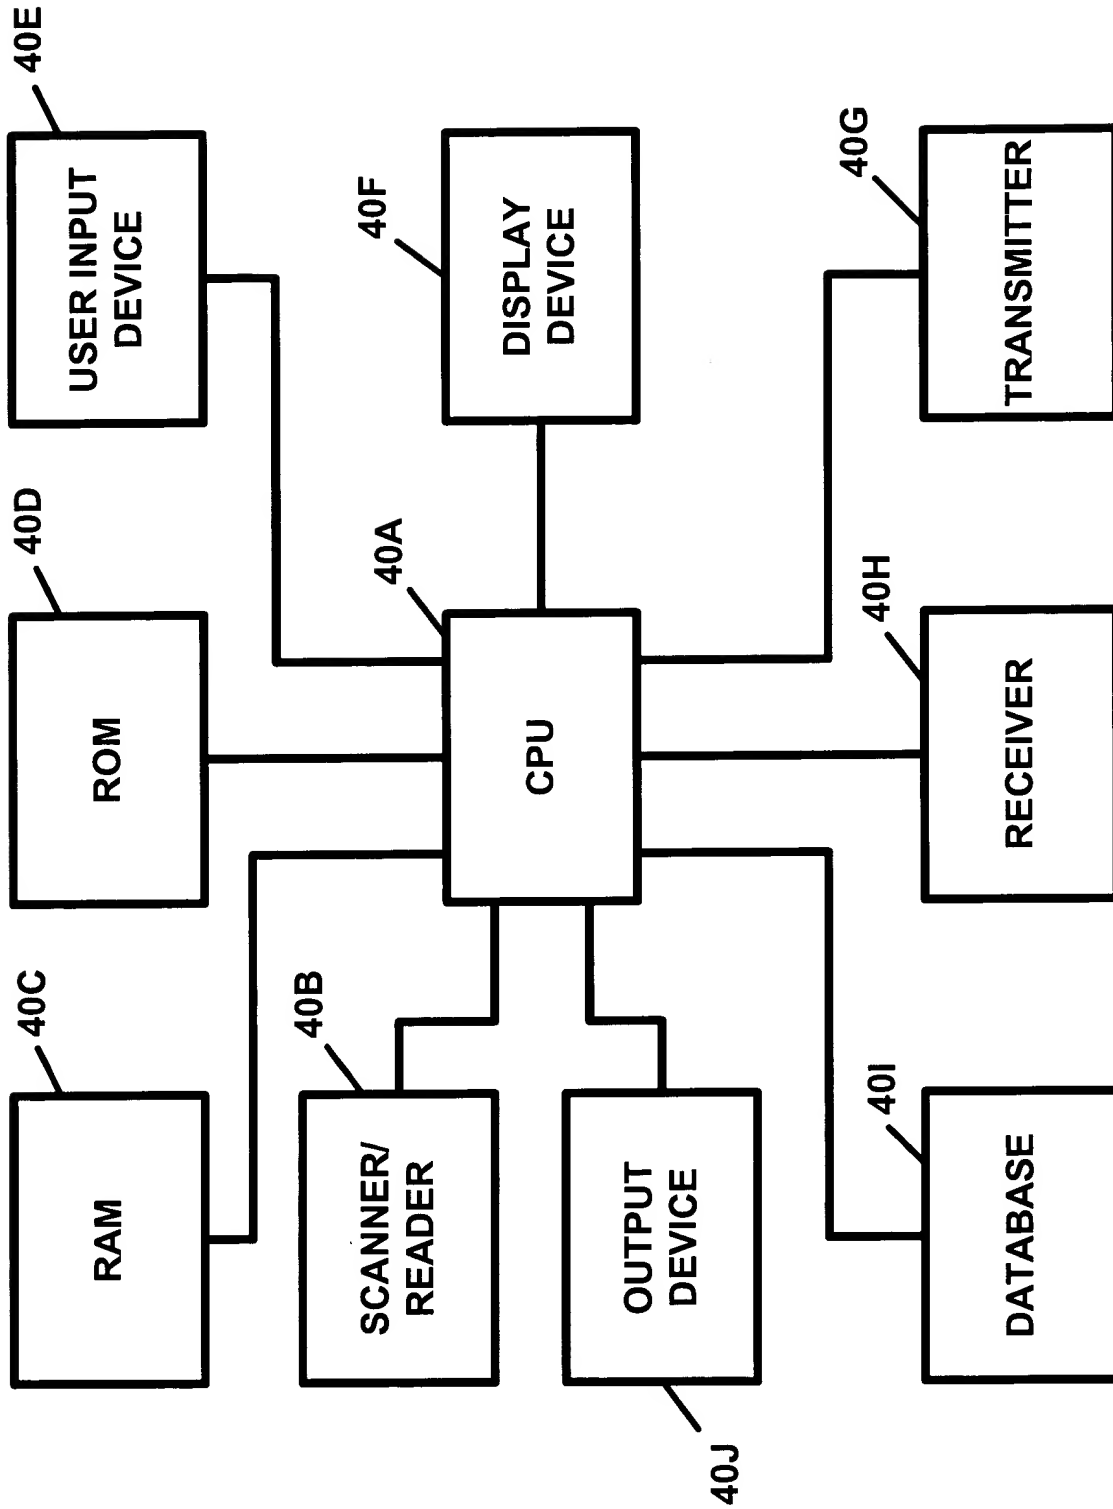 40C
RAM
40D
ROM
40E
USER INPUT
DEVICE
40B
SCANNER/
READER
40A
CPU
40F
DISPLAY
DEVICE
OUTPUT
DEVICE
40J
40I
DATABASE
40H
RECEIVER
40G
TRANSMITTER